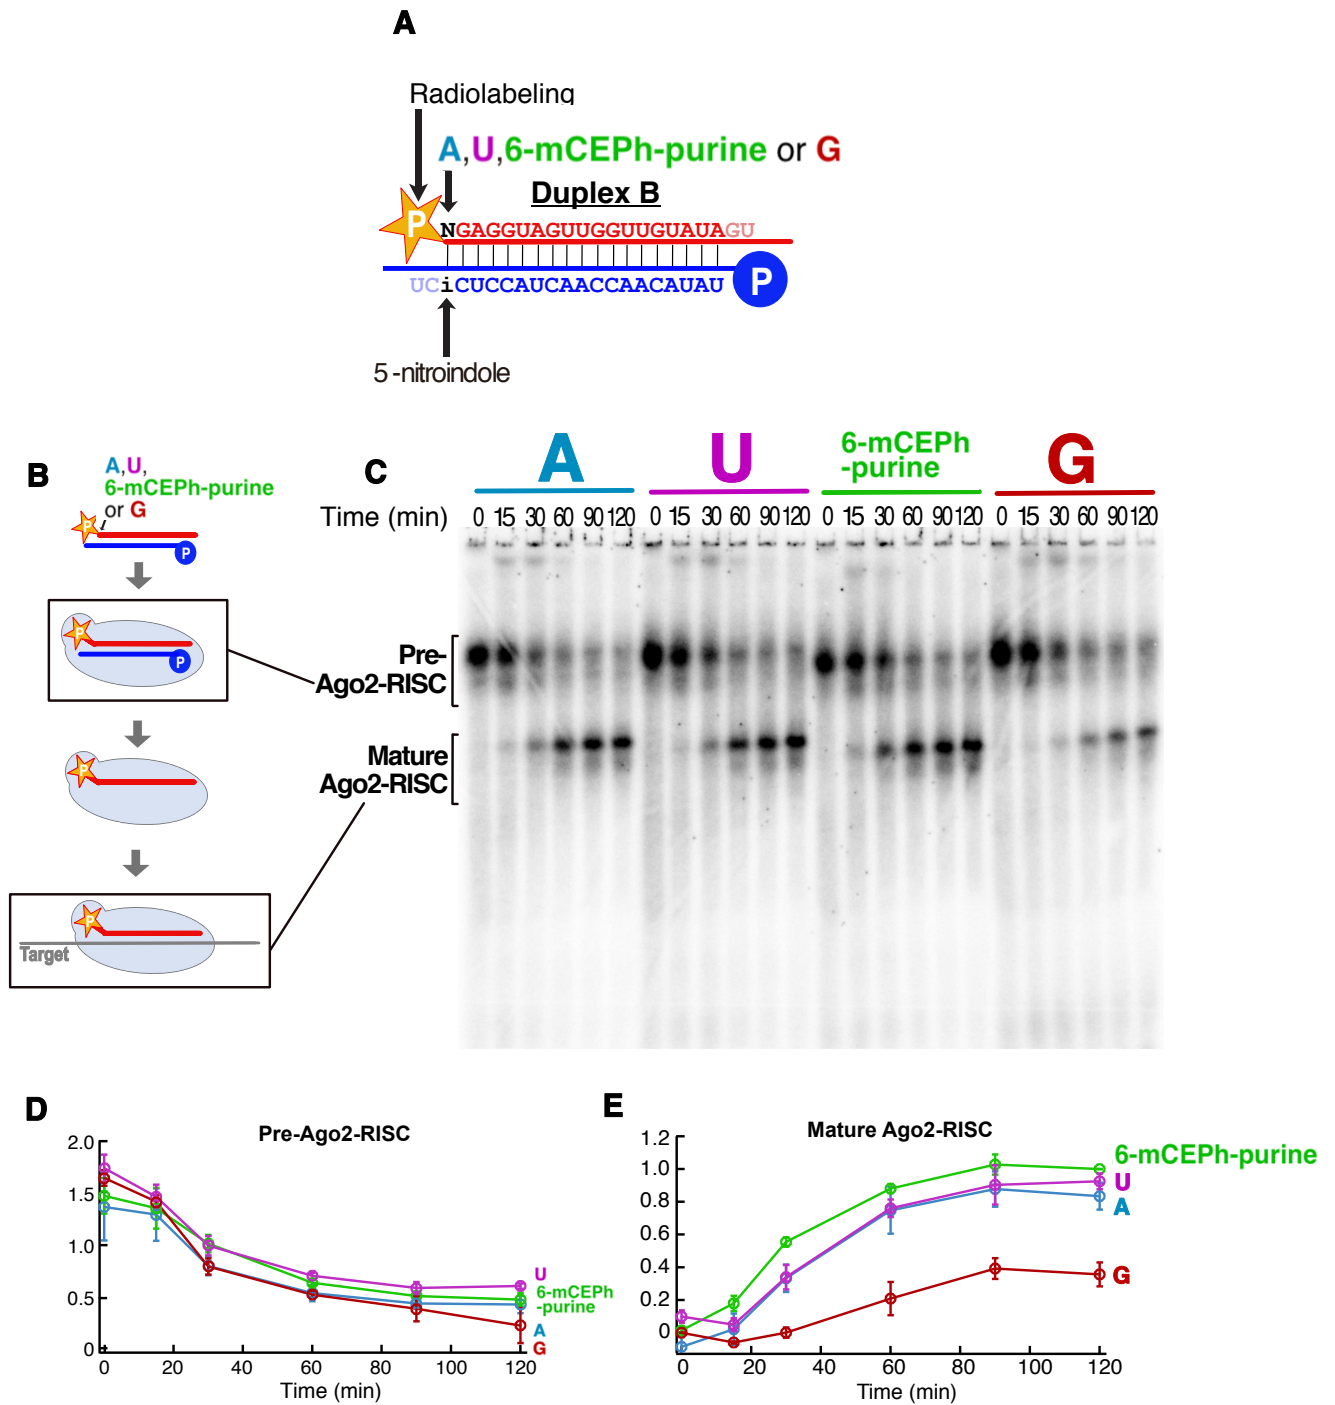 A
Radiolabeling
A,U,6-mCEPh-purine or G
Duplex B
P
NGAGGUAGUUGGUUGUAUAGU
UCiCUCCAUCAACCAACAUAU
P
5-nitroindole
B
A,U,
6-mCEPh-purine
or G
P
P
P
P
P
P
Target
C
A
U
6-mCEPh
-purine
G
Time (min) 0 15 30 60 90 120 0 15 30 60 90 120 0 15 30 60 90 120 0 15 30 60 90 120
Pre-
Ago2-RISC
Mature
Ago2-RISC
D
Pre-Ago2-RISC
2.0
1.5
1.0
0.5
0
U
6-mCEPh
-purine
A
G
0 20 40 60 80 100 120
Time (min)
E
Mature Ago2-RISC
1.2
1.0
0.8
0.6
0.4
0.2
0
6-mCEPh-purine
U
A
G
0 20 40 60 80 100 120
Time (min)